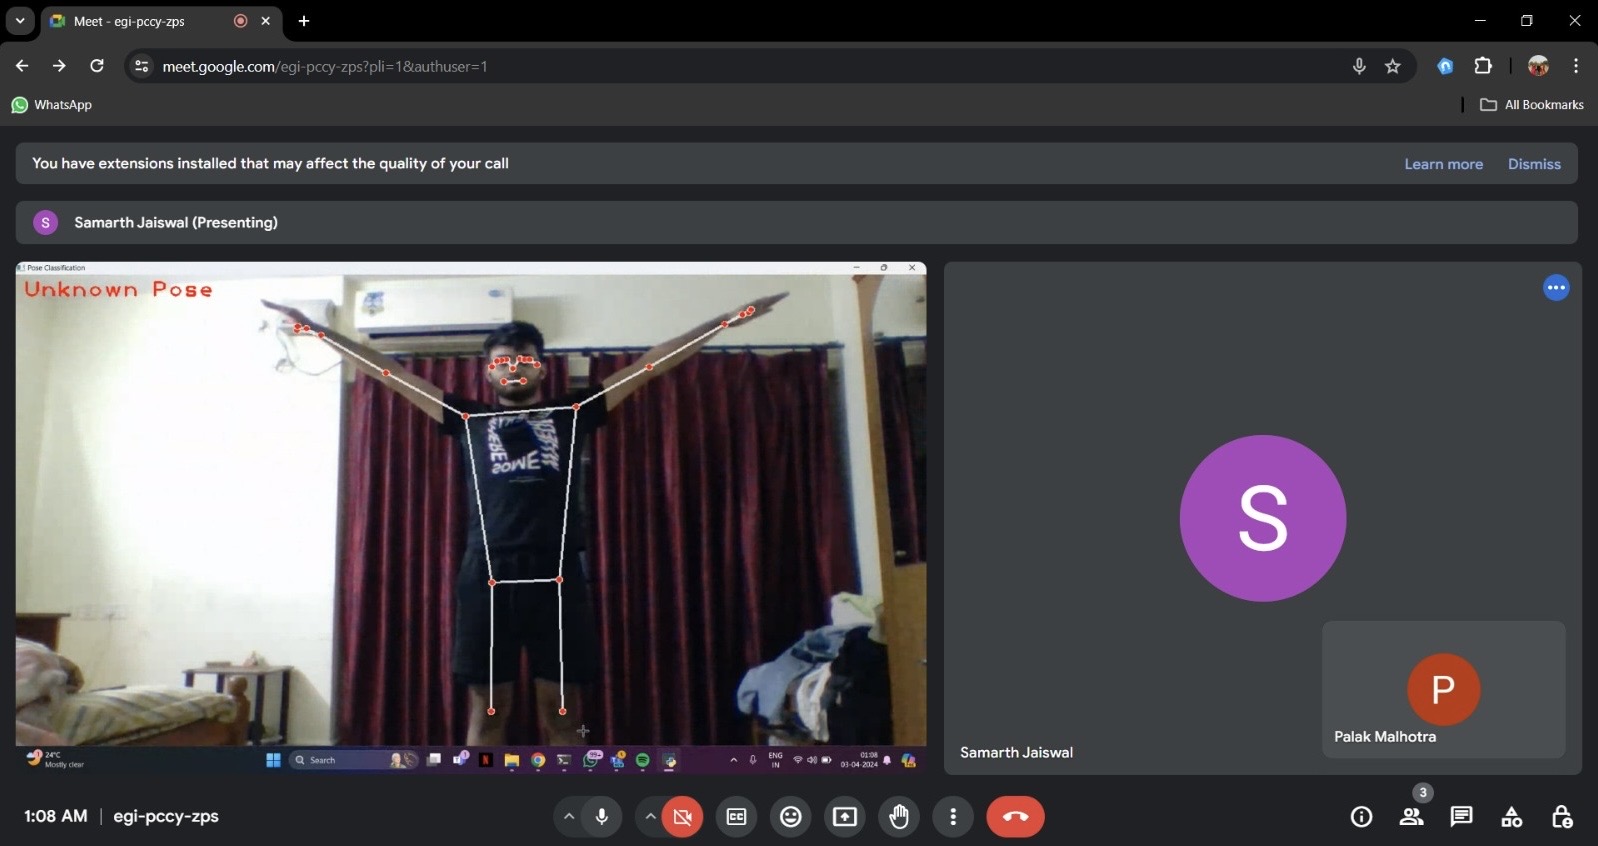 Meet - egi-pccy-zps
meet.google.com/egi-pccy-zps?pli=1&authuser=1
WhatsApp
All Bookmarks
You have extensions installed that may affect the quality of your call
Learn more
Dismiss
S
Samarth Jaiswal (Presenting)
Pose Classification
Unknown Pose
SOME
S
P
Palak Malhotra
Samarth Jaiswal
24°C
Mostly clear
Search
99+
ENG
IN
01:08
03-04-2024
1:08 AM | egi-pccy-zps
CC
3